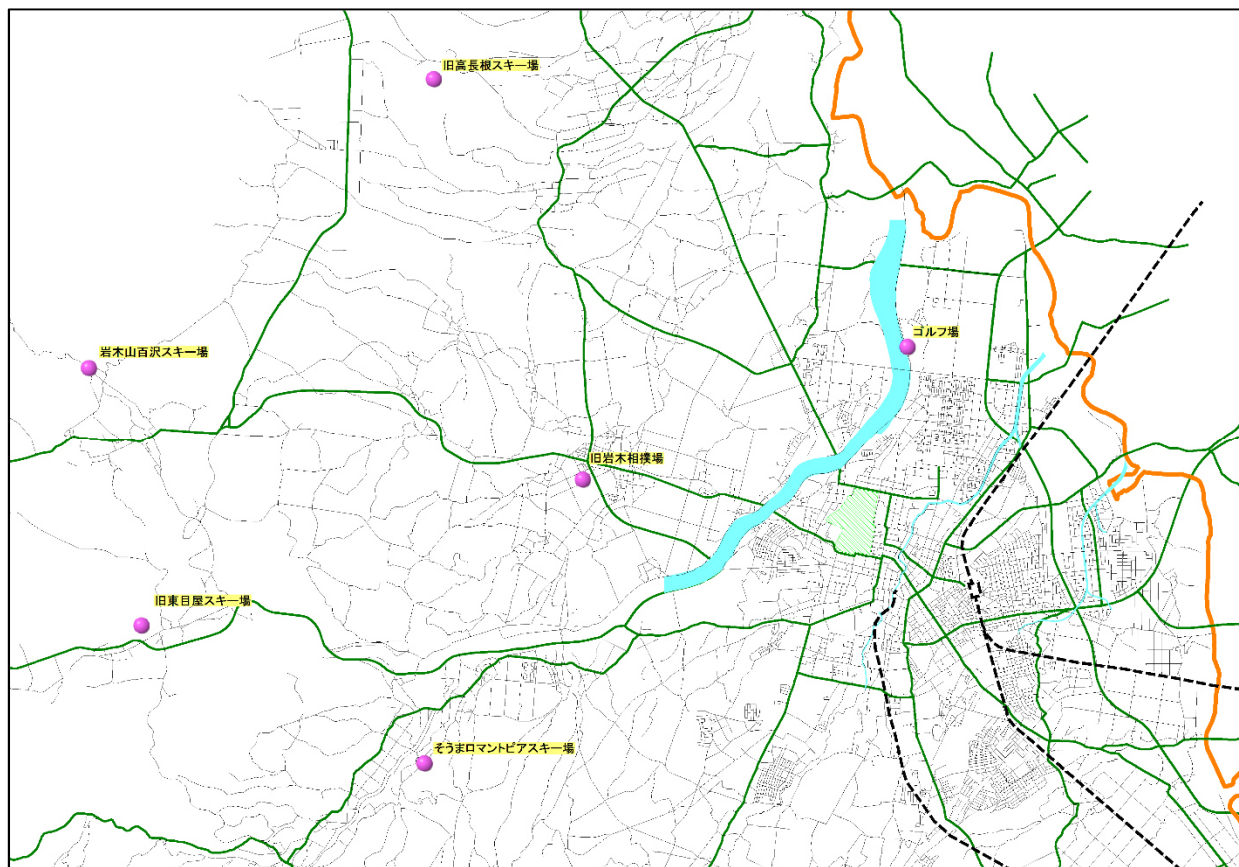 旧高長根スキー場
ゴルフ場
岩木山百沢スキー場
旧岩木相撲場
旧東目屋スキー場
そうまロマントピアスキー場